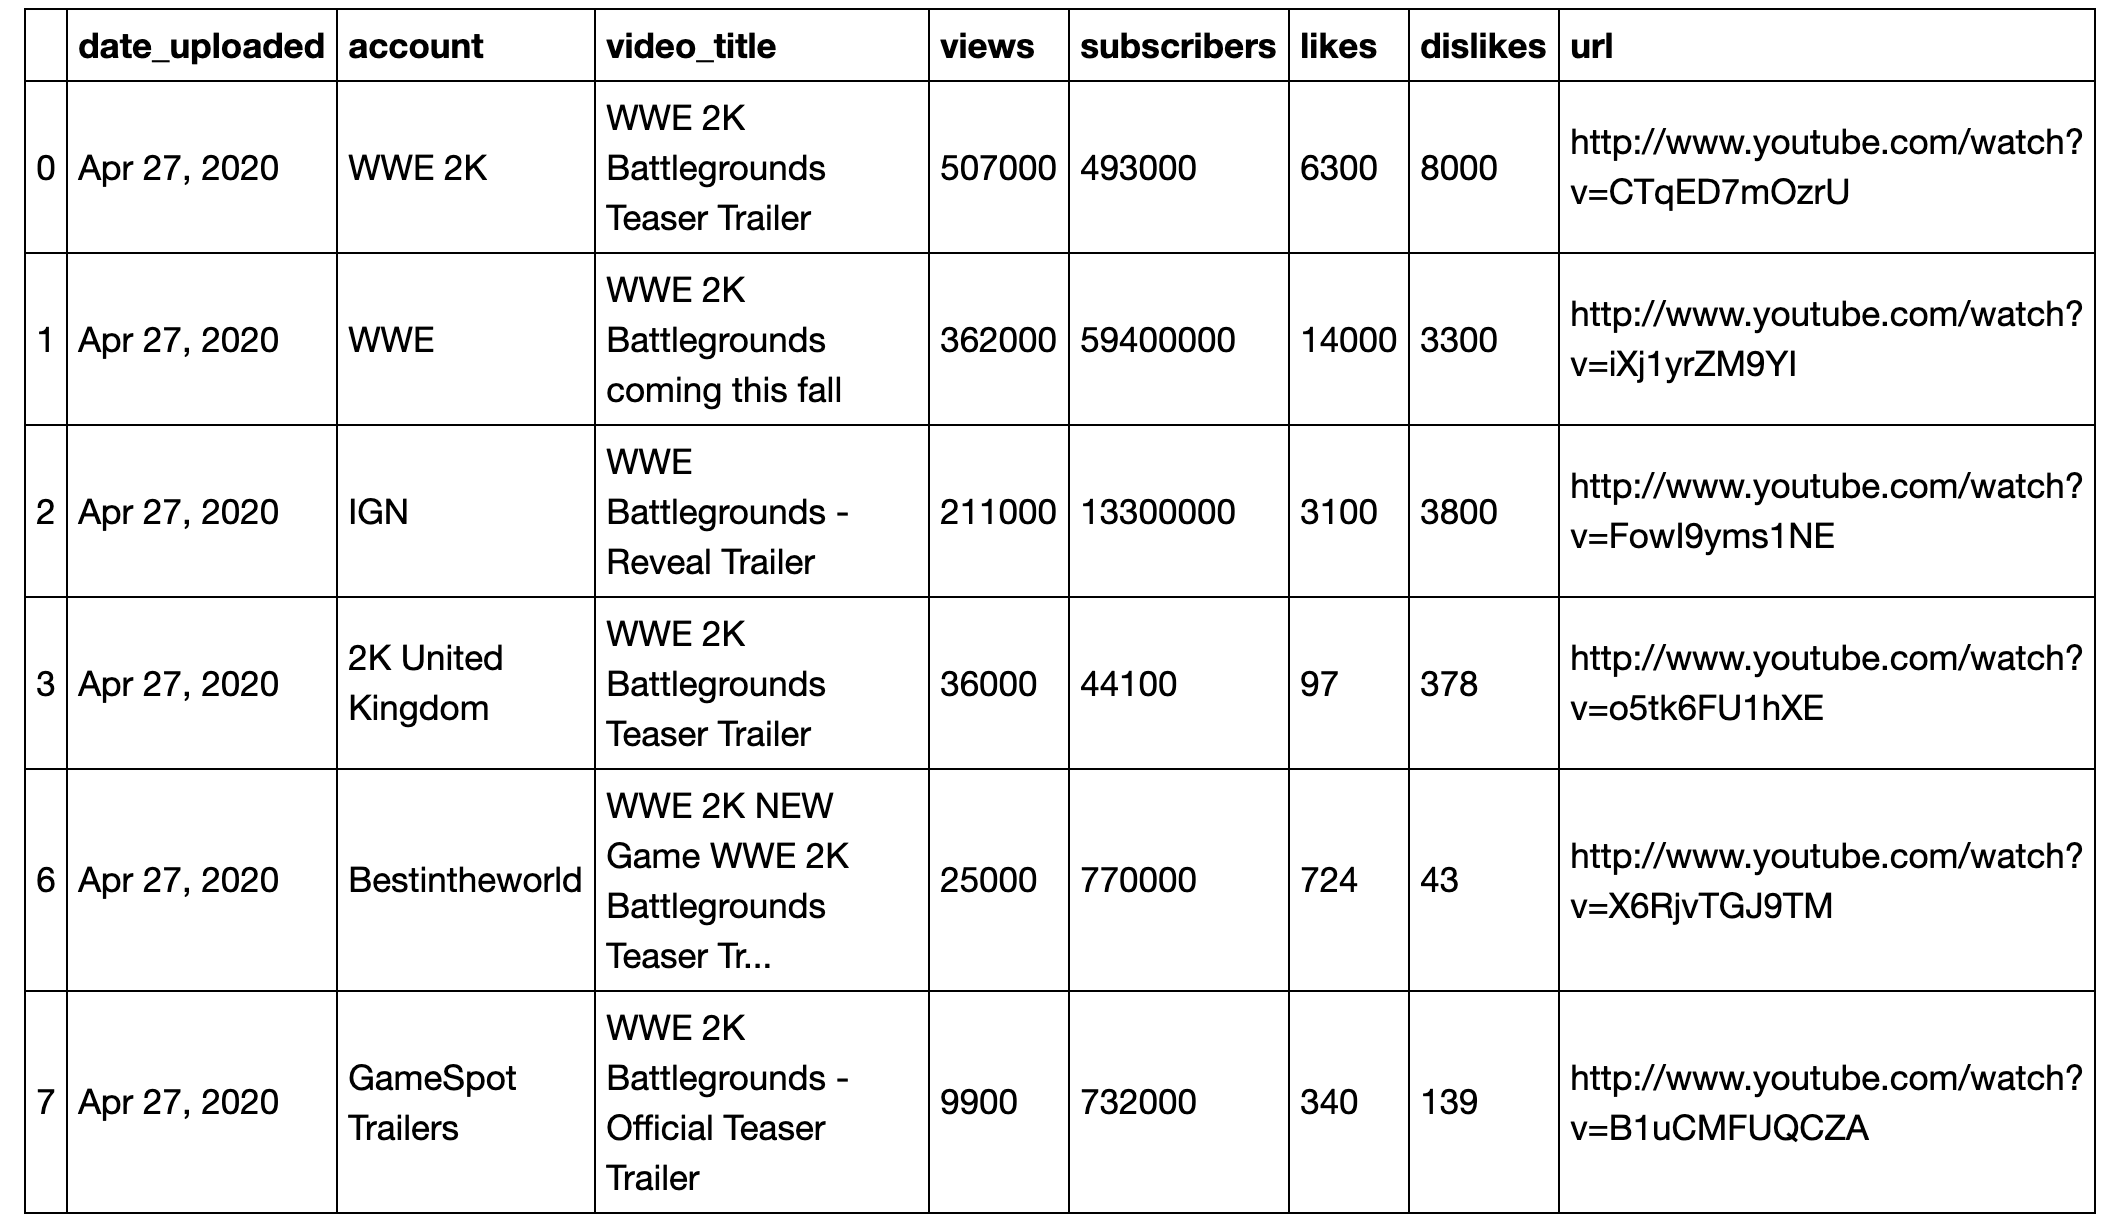 date_uploaded account video_title views subscribers likes dislikes url
0 Apr 27, 2020 WWE 2K WWE 2K Battlegrounds Teaser Trailer 507000 493000 6300 8000 http://www.youtube.com/watch?v=CTqED7mOzrU
1 Apr 27, 2020 WWE WWE 2K Battlegrounds coming this fall 362000 59400000 14000 3300 http://www.youtube.com/watch?v=iXj1yrZM9YI
2 Apr 27, 2020 IGN WWE Battlegrounds - Reveal Trailer 211000 13300000 3100 3800 http://www.youtube.com/watch?v=FowI9yms1NE
3 Apr 27, 2020 2K United Kingdom WWE 2K Battlegrounds Teaser Trailer 36000 44100 97 378 http://www.youtube.com/watch?v=o5tk6FU1hXE
6 Apr 27, 2020 Bestintheworld WWE 2K NEW Game WWE 2K Battlegrounds Teaser Tr... 25000 770000 724 43 http://www.youtube.com/watch?v=X6RjvTGJ9TM
7 Apr 27, 2020 GameSpot Trailers WWE 2K Battlegrounds - Official Teaser Trailer 9900 732000 340 139 http://www.youtube.com/watch?v=B1uCMFUQCZA